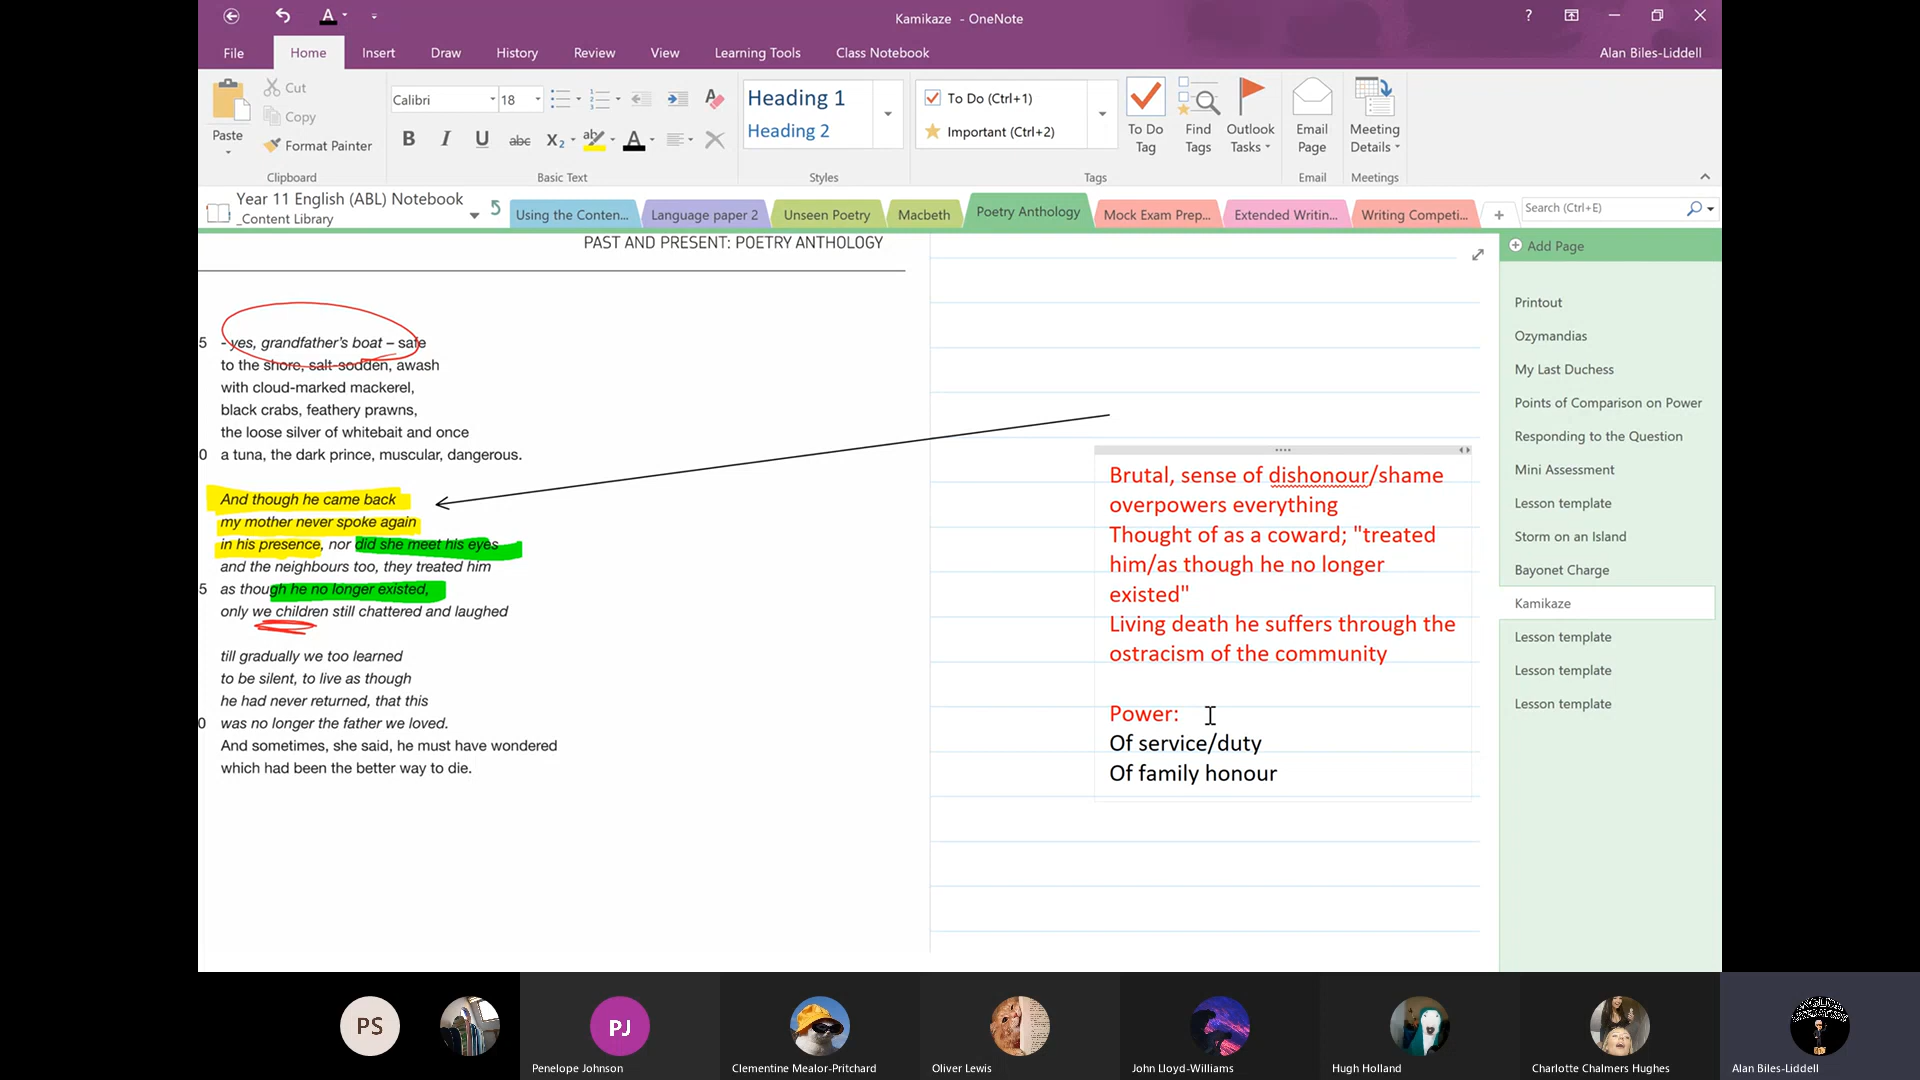 Kamikaze - OneNote
?
File
Home
Insert
Draw
History
Review
View
Learning Tools
Class Notebook
Alan Biles-Liddell
Paste
Cut
Copy
Format Painter
Clipboard
Calibri
18
B I U abc X₂ A
Basic Text
Heading 1
Heading 2
Styles
To Do (Ctrl+1)
Important (Ctrl+2)
To Do
Tag
Find
Tags
Outlook
Tasks
Tags
Email
Page
Email
Meeting
Details
Meetings
Year 11 English (ABL) Notebook
_Content Library
Using the Conten...
Language paper 2
Unseen Poetry
Macbeth
Poetry Anthology
Mock Exam Prep...
Extended Writin...
Writing Competi...
Search (Ctrl+E)
PAST AND PRESENT: POETRY ANTHOLOGY
5 - yes, grandfather's boat – safe
to the shore, salt-sodden, awash
with cloud-marked mackerel,
black crabs, feathery prawns,
the loose silver of whitebait and once
0 a tuna, the dark prince, muscular, dangerous.
And though he came back
my mother never spoke again
in his presence, nor did she meet his eyes
and the neighbours too, they treated him
5 as though he no longer existed,
only we children still chattered and laughed
till gradually we too learned
to be silent, to live as though
he had never returned, that this
0 was no longer the father we loved.
And sometimes, she said, he must have wondered
which had been the better way to die.
Brutal, sense of dishonour/shame
overpowers everything
Thought of as a coward; "treated
him/as though he no longer
existed"
Living death he suffers through the
ostracism of the community
Power:
Of service/duty
Of family honour
Add Page
Printout
Ozymandias
My Last Duchess
Points of Comparison on Power
Responding to the Question
Mini Assessment
Lesson template
Storm on an Island
Bayonet Charge
Kamikaze
Lesson template
Lesson template
Lesson template
PS
PJ
Penelope Johnson
Clementine Mealor-Pritchard
Oliver Lewis
John Lloyd-Williams
Hugh Holland
Charlotte Chalmers Hughes
Alan Biles-Liddell